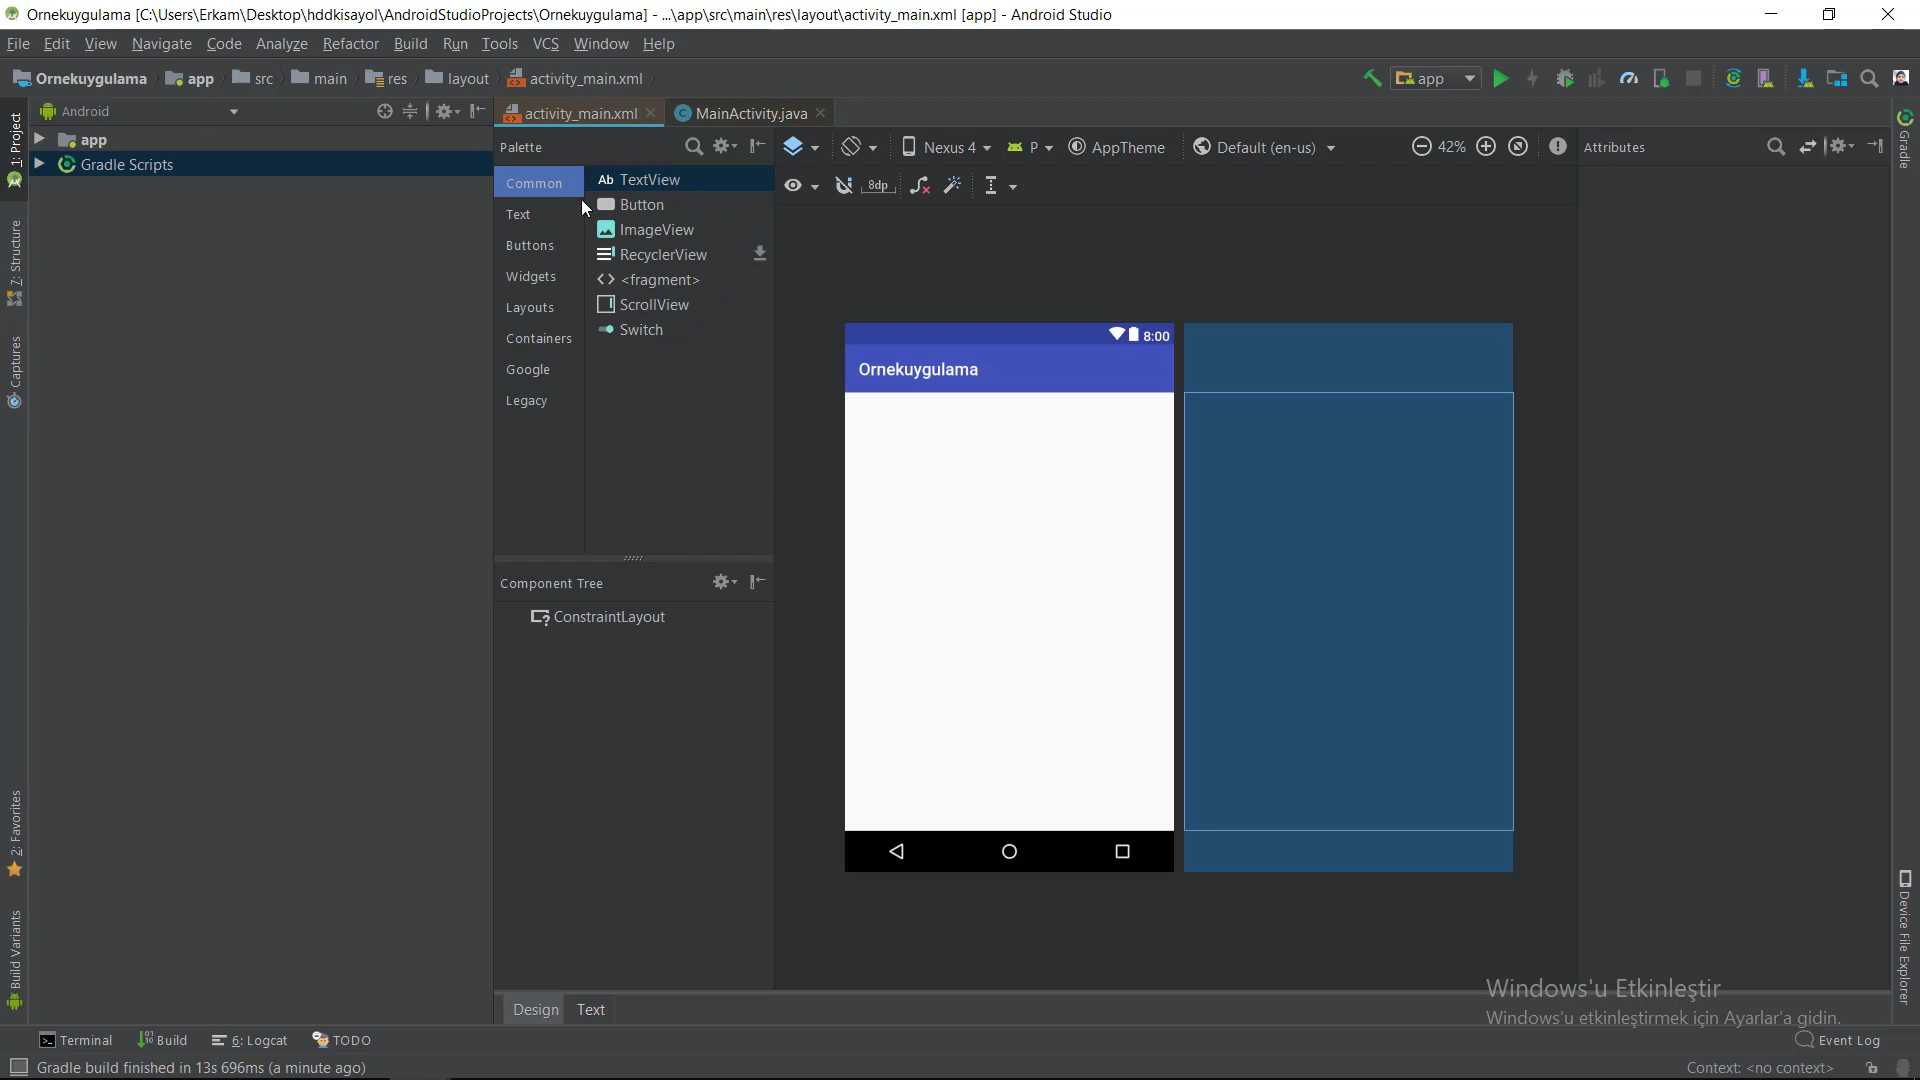 Ornekuygulama [C:\Users\Erkam\Desktop\hddkisayol\AndroidStudioProjects\Ornekuygulama] - ...\app\src\main\res\layout\activity_main.xml [app] - Android Studio
File Edit View Navigate Code Analyze Refactor Build Run Tools VCS Window Help
Ornekuygulama app src main res layout activity_main.xml
app
Android
activity_main.xml MainActivity.java
1: Project
7: Structure
Captures
2: Favorites
Build Variants
app
Gradle Scripts
Palette
Common
Text
Buttons
Widgets
Layouts
Containers
Google
Legacy
Ab TextView
Button
ImageView
RecyclerView
<fragment>
ScrollView
Switch
Component Tree
ConstraintLayout
Nexus 4 P AppTheme Default (en-us) 42%
8dp
8:00
Ornekuygulama
Attributes
Gradle
Device File Explorer
Design Text
Windows'u Etkinleştir
Windows'u etkinleştirmek için Ayarlar'a gidin.
Terminal Build 6: Logcat TODO Event Log
Gradle build finished in 13s 696ms (a minute ago) Context: <no context>